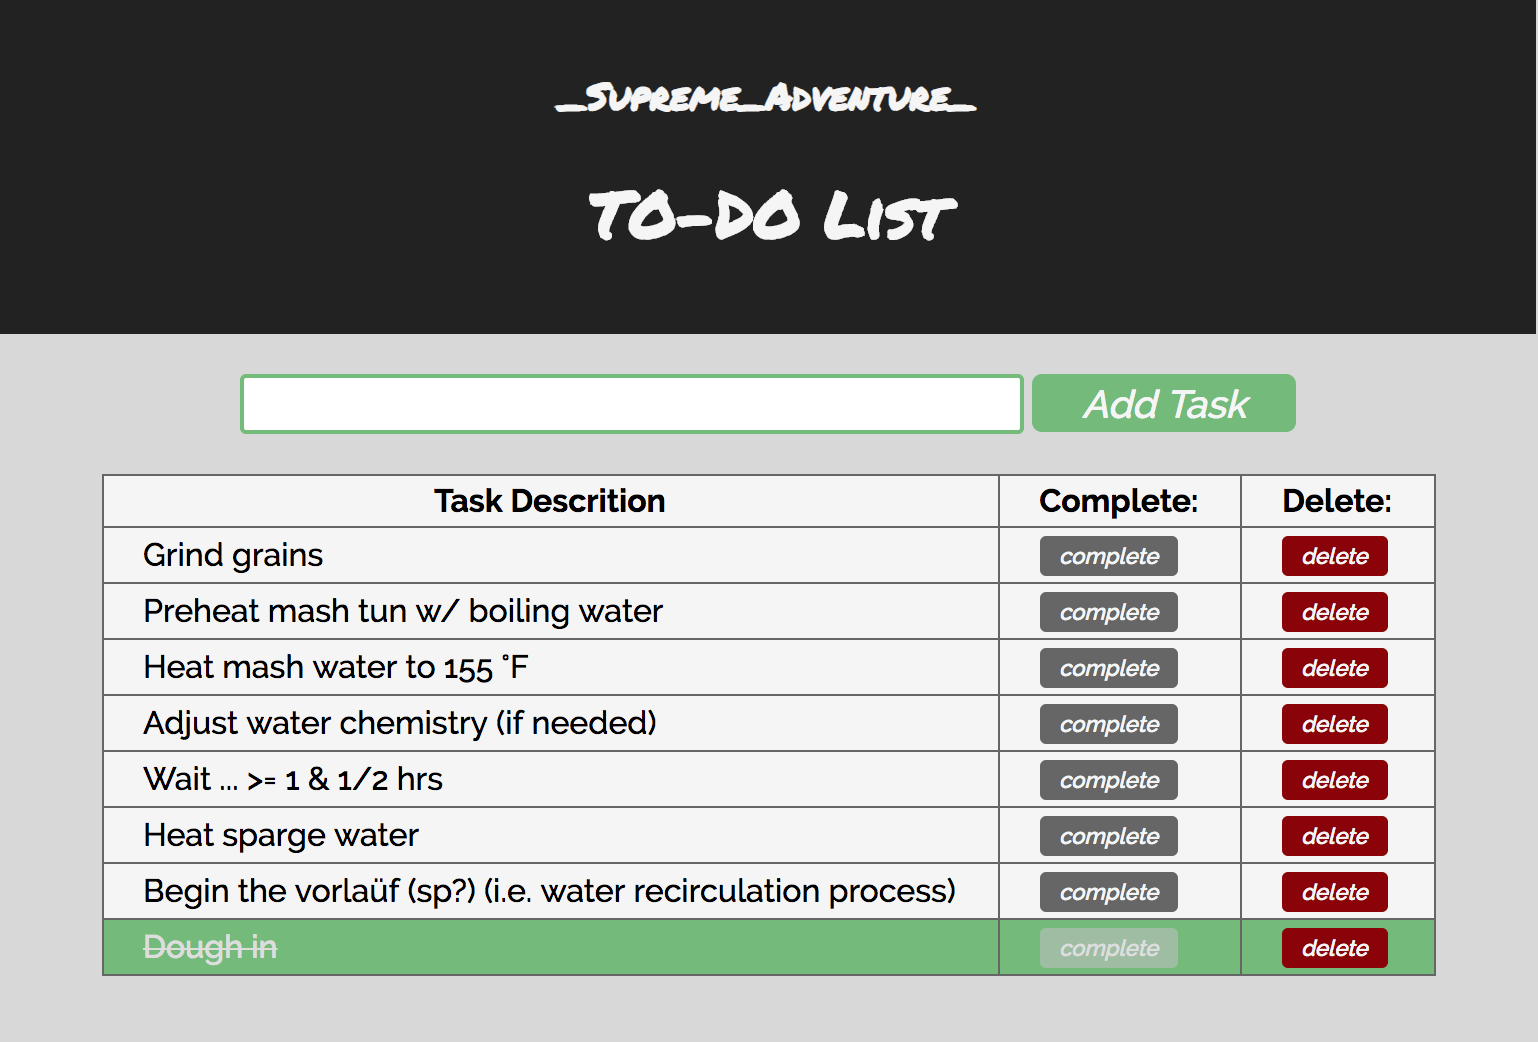 _Supreme_Adventure_
TO-DO List
Add Task
Task Descrition Complete: Delete:
Grind grains complete delete
Preheat mash tun w/ boiling water complete delete
Heat mash water to 155 °F complete delete
Adjust water chemistry (if needed) complete delete
Wait ... >= 1 & 1/2 hrs complete delete
Heat sparge water complete delete
Begin the vorlaüf (sp?) (i.e. water recirculation process) complete delete
Dough in complete delete